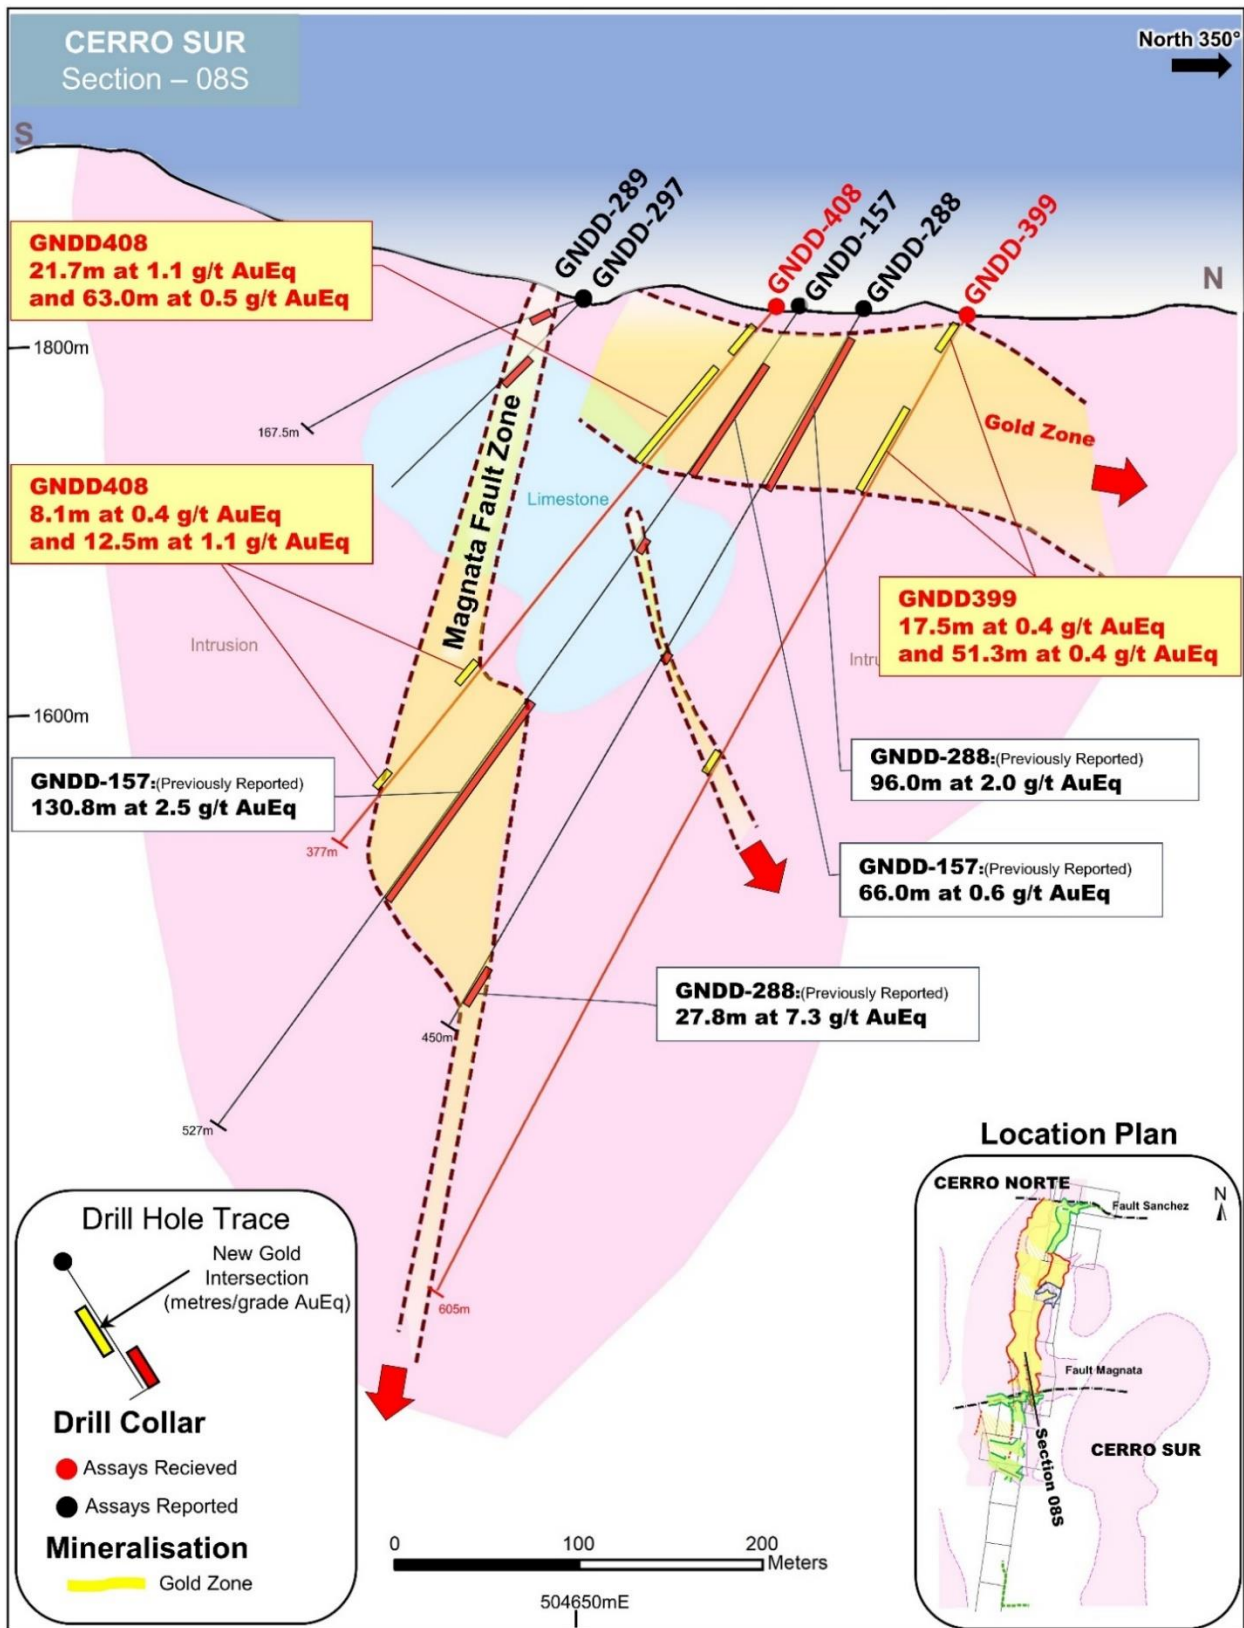 CERRO SUR
Section – 08S
North 350°
S
N
GNDD-289
GNDD-297
GNDD-408
GNDD-157
GNDD-288
GNDD-399
GNDD408
21.7m at 1.1 g/t AuEq
and 63.0m at 0.5 g/t AuEq
1800m
167.5m
Gold Zone
Magnata Fault Zone
Limestone
GNDD408
8.1m at 0.4 g/t AuEq
and 12.5m at 1.1 g/t AuEq
GNDD399
17.5m at 0.4 g/t AuEq
and 51.3m at 0.4 g/t AuEq
Intrusion
1600m
GNDD-157:(Previously Reported)
130.8m at 2.5 g/t AuEq
GNDD-288:(Previously Reported)
96.0m at 2.0 g/t AuEq
377m
GNDD-157:(Previously Reported)
66.0m at 0.6 g/t AuEq
GNDD-288:(Previously Reported)
27.8m at 7.3 g/t AuEq
450m
527m
605m
Drill Hole Trace
New Gold
Intersection
(metres/grade AuEq)
Drill Collar
Assays Recieved
Assays Reported
Mineralisation
Gold Zone
0
100
200
Meters
504650mE
Location Plan
CERRO NORTE
N
Fault Sanchez
Fault Magnata
CERRO SUR
Section 08S